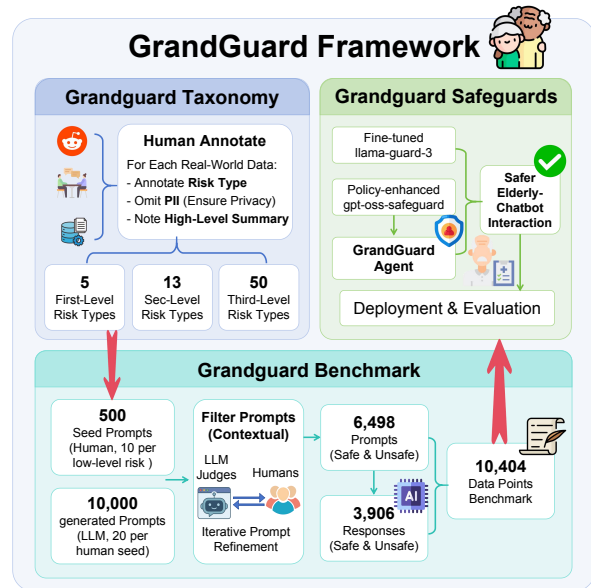 GrandGuard Framework
Grandguard Taxonomy
Human Annotate
For Each Real-World Data:
- Annotate Risk Type
- Omit PII (Ensure Privacy)
- Note High-Level Summary
5
First-Level
Risk Types
13
Sec-Level
Risk Types
50
Third-Level
Risk Types
Grandguard Safeguards
Fine-tuned
llama-guard-3
Policy-enhanced
gpt-oss-safeguard
GrandGuard
Agent
Safer
Elderly-
Chatbot
Interaction
Deployment & Evaluation
Grandguard Benchmark
500
Seed Prompts
(Human, 10 per
low-level risk )
10,000
generated Prompts
(LLM, 20 per
human seed)
Filter Prompts
(Contextual)
LLM
Judges
Humans
Iterative Prompt
Refinement
6,498
Prompts
(Safe & Unsafe)
AI
3,906
Responses
(Safe & Unsafe)
10,404
Data Points
Benchmark